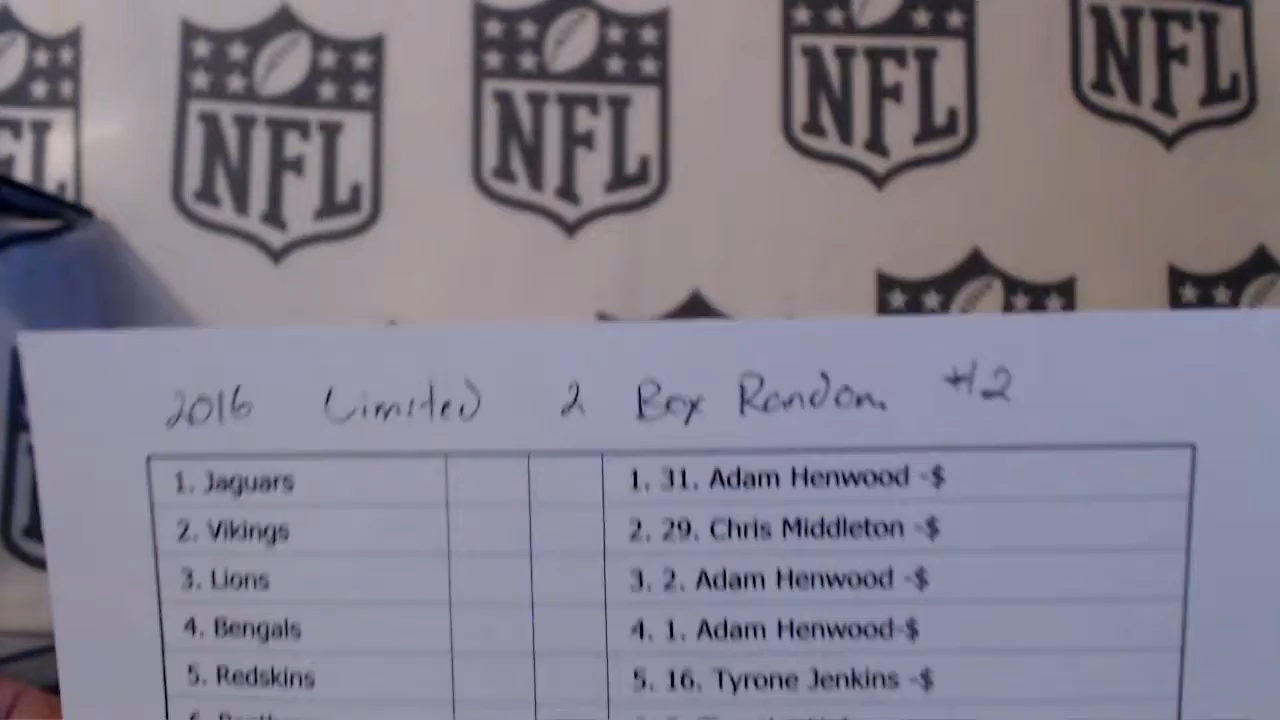 NFL NFL NFL NFL
2016 Limited 2 Box Random #2
1. Jaguars 1. 31. Adam Henwood -$
2. Vikings 2. 29. Chris Middleton -$
3. Lions 3. 2. Adam Henwood -$
4. Bengals 4. 1. Adam Henwood-$
5. Redskins 5. 16. Tyrone Jenkins -$